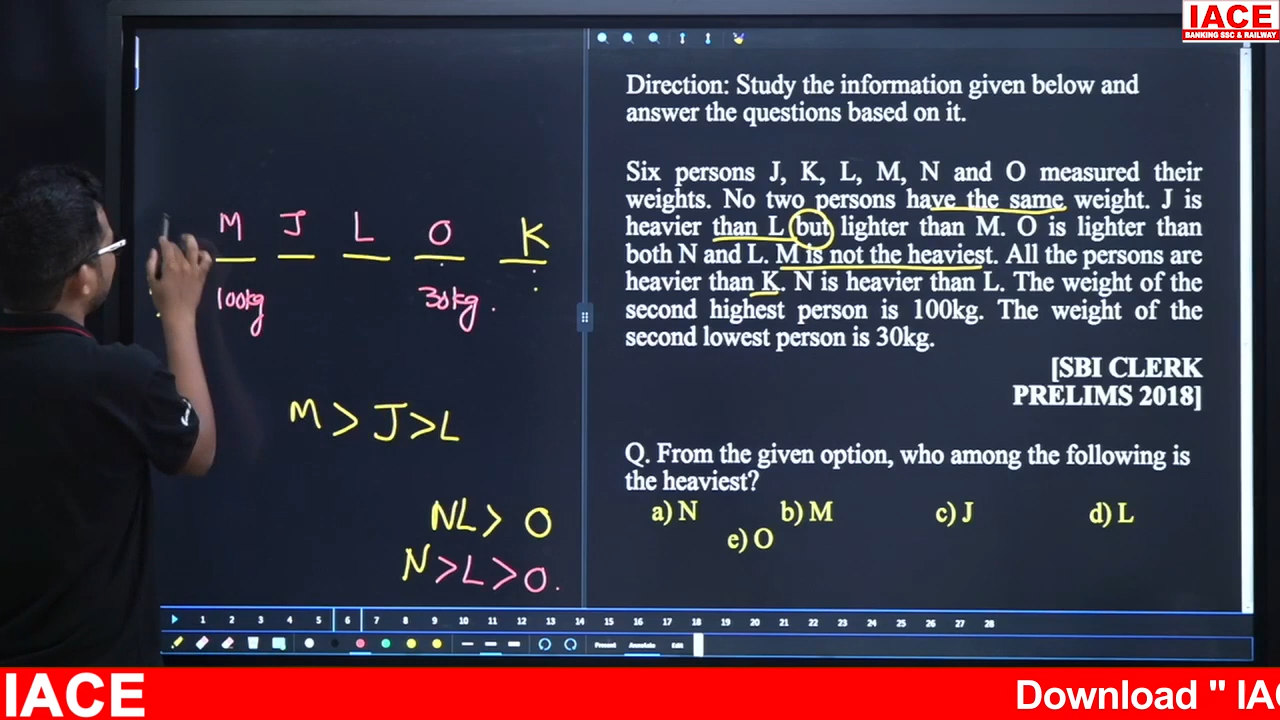 IACE
BANKING SSC & RAILWAY
Direction: Study the information given below and
answer the questions based on it.
Six persons J, K, L, M, N and O measured their
weights. No two persons have the same weight. J is
heavier than L but lighter than M. O is lighter than
both N and L. M is not the heaviest. All the persons are
heavier than K. N is heavier than L. The weight of the
second highest person is 100kg. The weight of the
second lowest person is 30kg.
[SBI CLERK
PRELIMS 2018]
Q. From the given option, who among the following is
the heaviest?
a) N b) M c) J d) L
e) O
M J L O K
100kg 30kg.
M > J > L
NL > O
N > L > O.
1 2 3 4 5 6 7 8 9 10 11 12 13 14 15 16 17 18 19 20 21 22 23 24 25 26 27 28
Present Annotate Edit
IACE
Download " IA